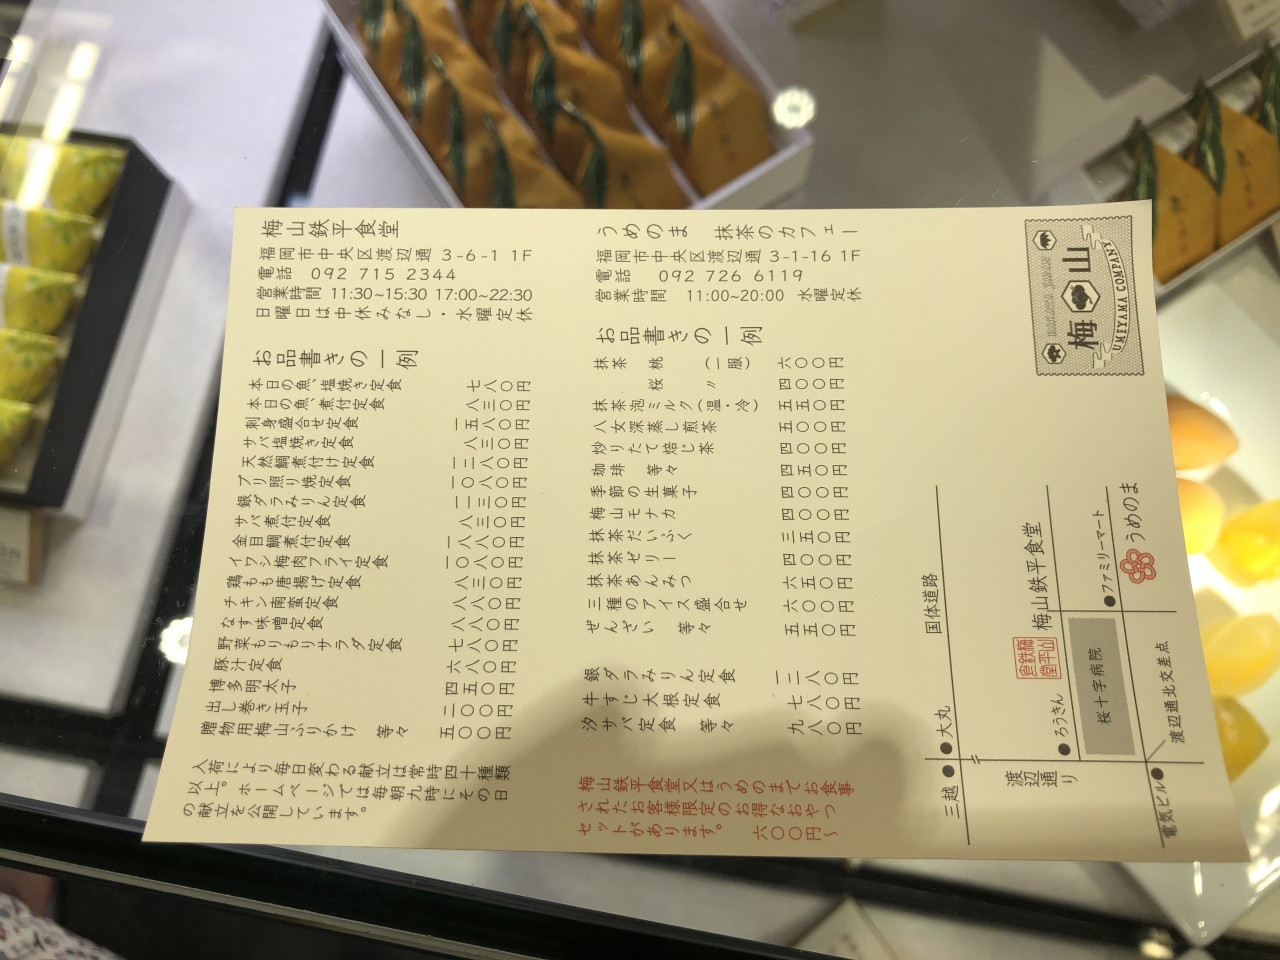 梅山鉄平食堂
福岡市中央区渡辺通 3-6-1 1F
電話 092 715 2344
営業時間 11:30~15:30 17:00~22:30
日曜日は中休みなし・水曜定休
お品書きの一例
本日の魚、塩焼き定食 七八〇円
本日の魚、煮付定食 八三〇円
刺身盛合せ定食 一五八〇円
サバ塩焼き定食 八三〇円
天然鯛煮付け定食 一二八〇円
ブリ照り焼定食 一〇八〇円
銀ダラみりん定食 一一三〇円
サバ煮付定食 八三〇円
金目鯛煮付定食 一八八〇円
イワシ梅肉フライ定食 一〇八〇円
鶏もも唐揚げ定食 八三〇円
チキン南蛮定食 八八〇円
なす味噌定食 八八〇円
野菜もりもりサラダ定食 七八〇円
豚汁定食 六八〇円
博多明太子 四五〇円
出し巻き玉子 二〇〇円
贈物用梅山ふりかけ 等々 五〇〇円
入荷により毎日変わる献立は常時四十種類
以上。ホームページでは毎朝九時にその日
の献立を公開しています。
うめのま 抹茶のカフェー
福岡市中央区渡辺通 3-1-16 1F
電話 092 726 6119
営業時間 11:00~20:00 水曜定休
お品書きの一例
抹茶 桃 (一服) 六〇〇円
桜 〃 四〇〇円
抹茶泡ミルク(温・冷) 五五〇円
八女深蒸し煎茶 五〇〇円
炒りたて焙じ茶 四〇〇円
珈琲 等々 四五〇円
季節の生菓子 四〇〇円
梅山モナカ 四〇〇円
抹茶だいふく 三五〇円
抹茶ゼリー 四〇〇円
抹茶あんみつ 六五〇円
三種のアイス盛合せ 六〇〇円
ぜんざい 等々 五五〇円
銀ダラみりん定食 一二八〇円
牛すじ大根定食 七八〇円
汐サバ定食 等々 九八〇円
梅山鉄平食堂又はうめのまでお食事
されたお客様限定のお得なおやつ
セットがあります。 六〇〇円~
梅山
UMEYAMA COMPANY
国体道路
梅山鉄平食堂
ファミリーマート
うめのま
大丸
ろうきん
桜十字病院
渡辺通北交差点
三越
渡辺通り
電気ビル